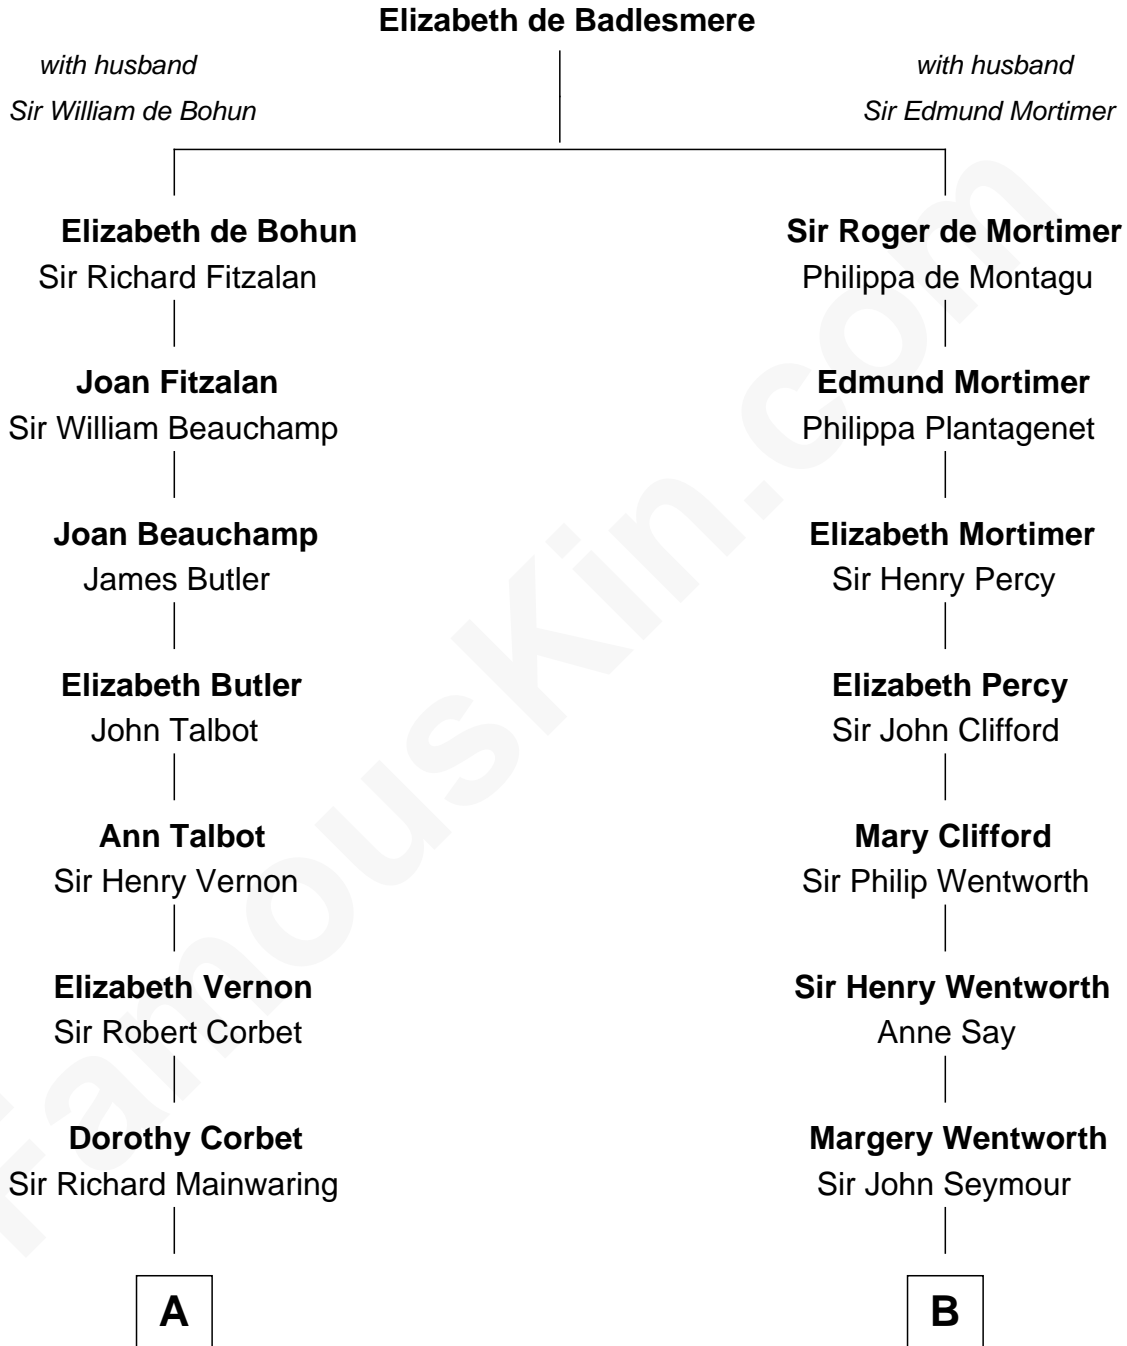 Elizabeth de Badlesmere
with husband
Sir William de Bohun
with husband
Sir Edmund Mortimer
Elizabeth de Bohun
Sir Richard Fitzalan
Sir Roger de Mortimer
Philippa de Montagu
Joan Fitzalan
Sir William Beauchamp
Edmund Mortimer
Philippa Plantagenet
Joan Beauchamp
James Butler
Elizabeth Mortimer
Sir Henry Percy
Elizabeth Butler
John Talbot
Elizabeth Percy
Sir John Clifford
Ann Talbot
Sir Henry Vernon
Mary Clifford
Sir Philip Wentworth
Elizabeth Vernon
Sir Robert Corbet
Sir Henry Wentworth
Anne Say
Dorothy Corbet
Sir Richard Mainwaring
Margery Wentworth
Sir John Seymour
A
B
FamousKin.com